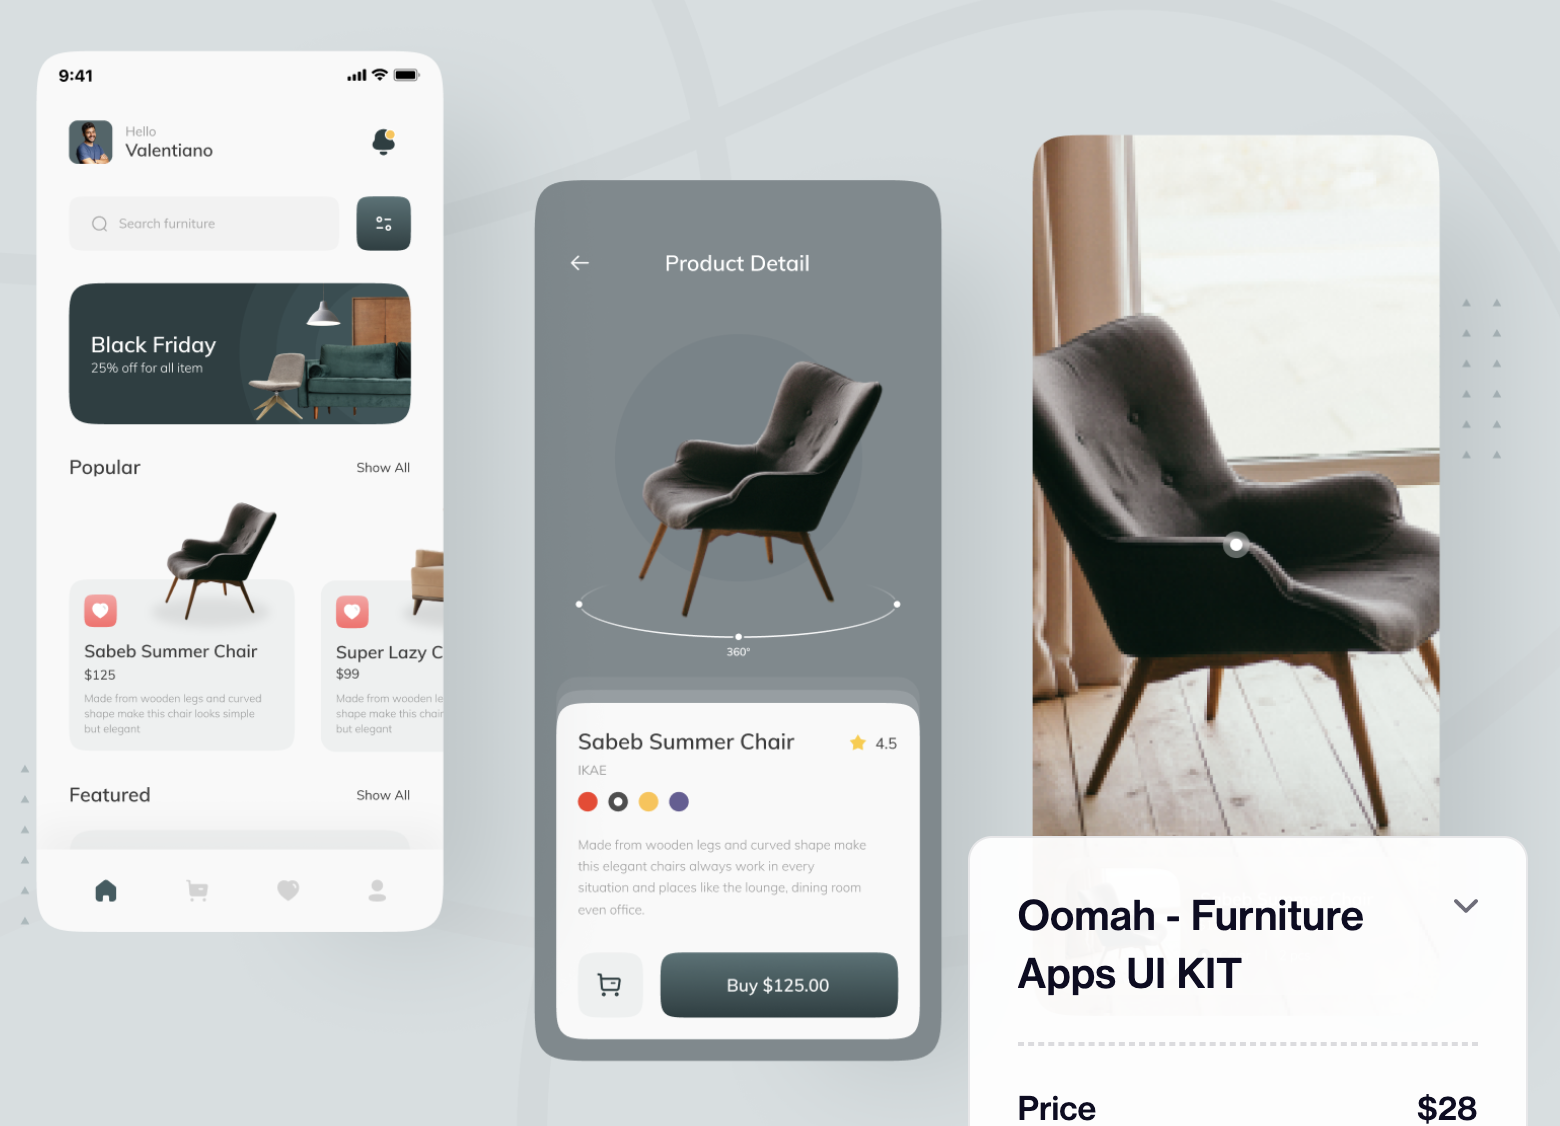 9:41
Hello
Valentiano
Search furniture
Black Friday
25% off for all item
Popular
Show All
Sabeb Summer Chair
$125
Made from wooden legs and curved
shape make this chair looks simple
but elegant
Super Lazy C
$99
Made from wooden le
shape make this chair
but elegant
Featured
Show All
Product Detail
360°
Sabeb Summer Chair
4.5
IKAE
Made from wooden legs and curved shape make
this elegant chairs always work in every
situation and places like the lounge, dining room
even office.
Buy $125.00
Oomah - Furniture
Apps UI KIT
Price
$28